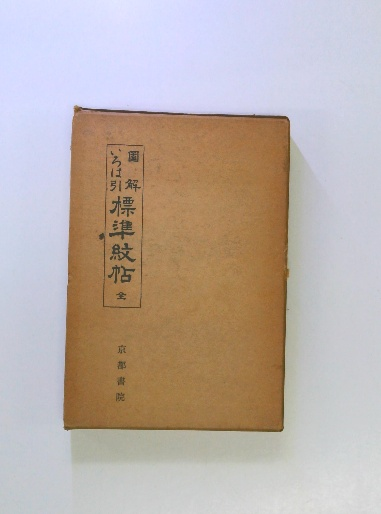 圖解
いろは引
標準紋帖
全
京都書院